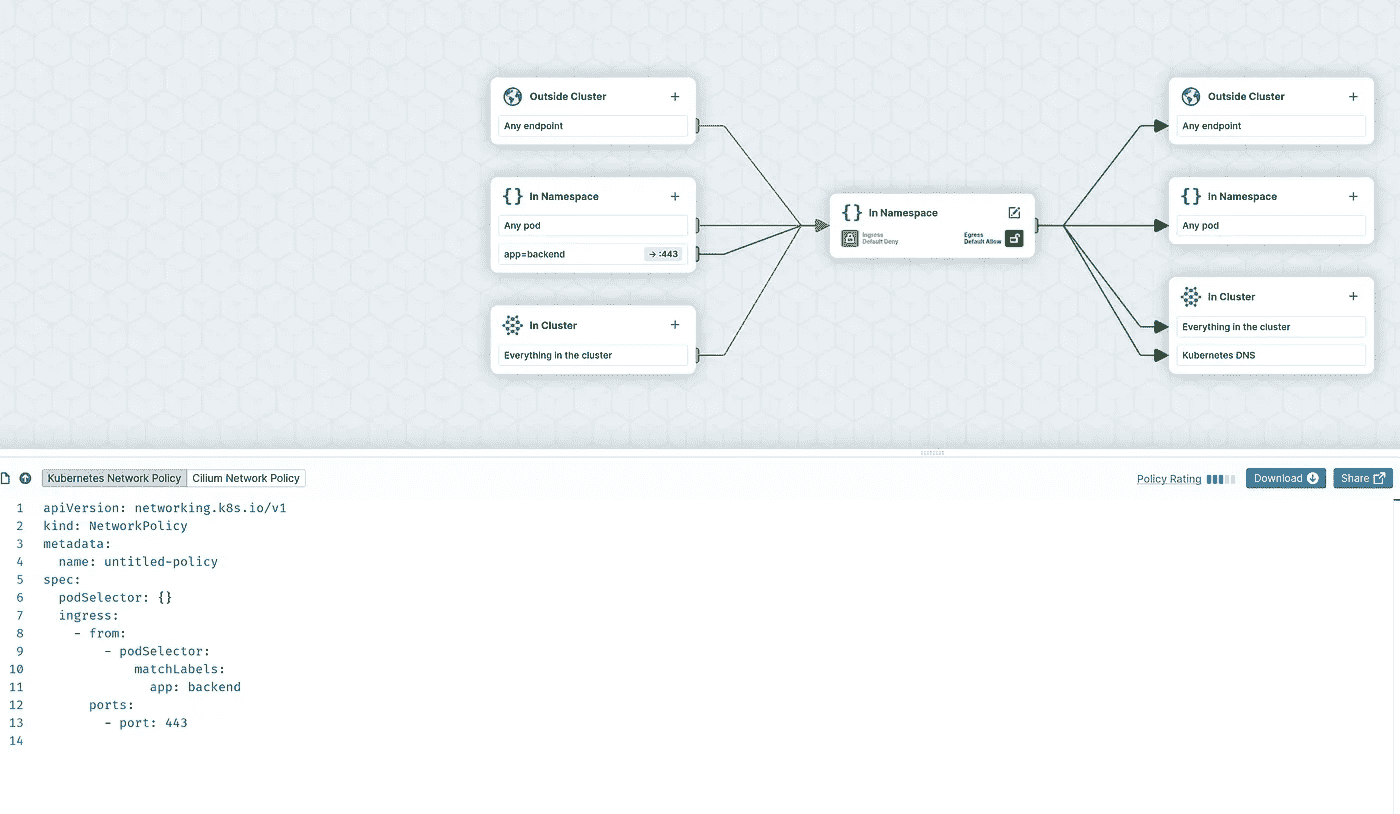 Outside Cluster +
Any endpoint
{} In Namespace +
Any pod
app=backend → :443
In Cluster +
Everything in the cluster
{} In Namespace
Ingress
Default Deny
Egress
Default Allow
Outside Cluster +
Any endpoint
{} In Namespace +
Any pod
In Cluster +
Everything in the cluster
Kubernetes DNS
Kubernetes Network Policy Cilium Network Policy Policy Rating Download Share
1 apiVersion: networking.k8s.io/v1
2 kind: NetworkPolicy
3 metadata:
4   name: untitled-policy
5 spec:
6   podSelector: {}
7   ingress:
8     - from:
9         - podSelector:
10             matchLabels:
11               app: backend
12       ports:
13         - port: 443
14